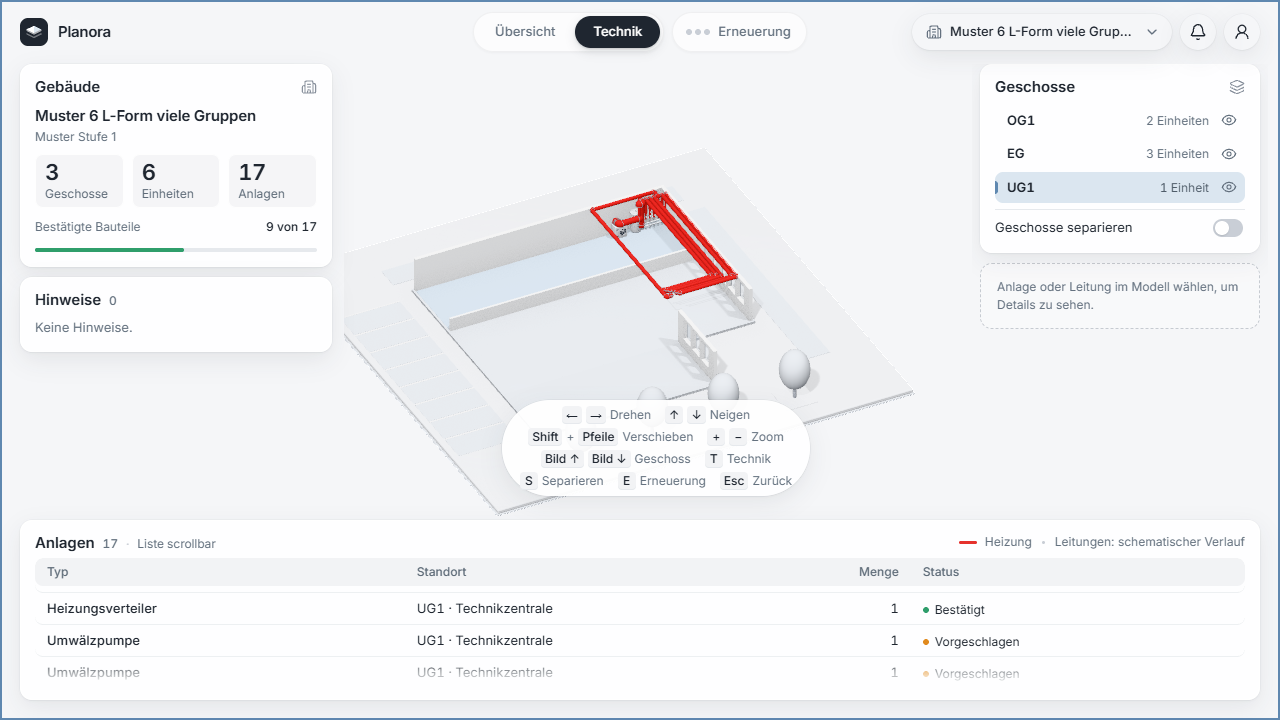 Planora
Übersicht
Technik
Erneuerung
Muster 6 L-Form viele Grup...
Gebäude
Muster 6 L-Form viele Gruppen
Muster Stufe 1
3
Geschosse
6
Einheiten
17
Anlagen
Bestätigte Bauteile 9 von 17
Hinweise 0
Keine Hinweise.
Geschosse
OG1 2 Einheiten
EG 3 Einheiten
UG1 1 Einheit
Geschosse separieren
Anlage oder Leitung im Modell wählen, um
Details zu sehen.
← → Drehen ↑ ↓ Neigen
Shift + Pfeile Verschieben + − Zoom
Bild ↑ Bild ↓ Geschoss T Technik
S Separieren E Erneuerung Esc Zurück
Anlagen 17 · Liste scrollbar
Heizung · Leitungen: schematischer Verlauf
Typ Standort Menge Status
Heizungsverteiler UG1 · Technikzentrale 1 Bestätigt
Umwälzpumpe UG1 · Technikzentrale 1 Vorgeschlagen
Umwälzpumpe UG1 · Technikzentrale 1 Vorgeschlagen